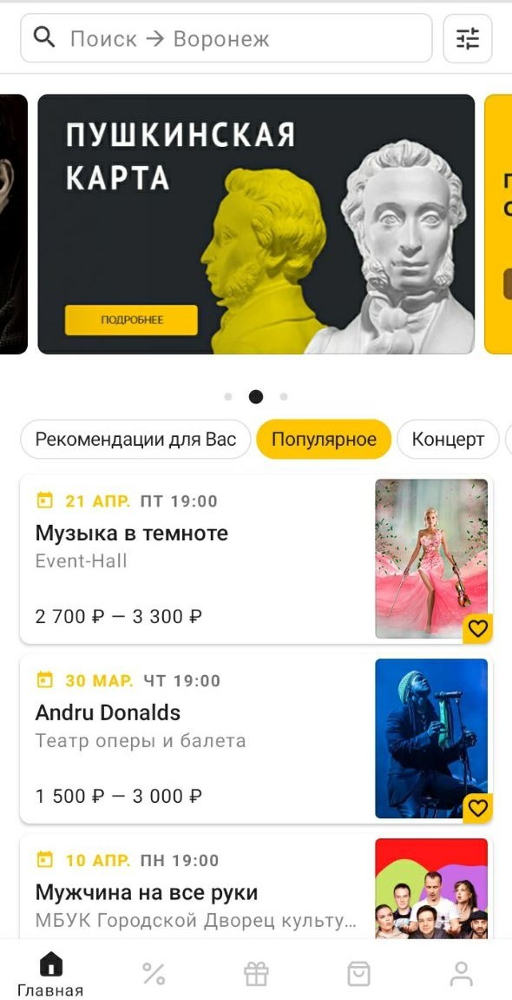 Поиск → Воронеж
ПУШКИНСКАЯ
КАРТА
ПОДРОБНЕЕ
Рекомендации для Вас
Популярное
Концерт
21 АПР. ПТ 19:00
Музыка в темноте
Event-Hall
2 700 ₽ — 3 300 ₽
30 МАР. ЧТ 19:00
Andru Donalds
Театр оперы и балета
1 500 ₽ — 3 000 ₽
10 АПР. ПН 19:00
Мужчина на все руки
МБУК Городской Дворец культу...
Главная